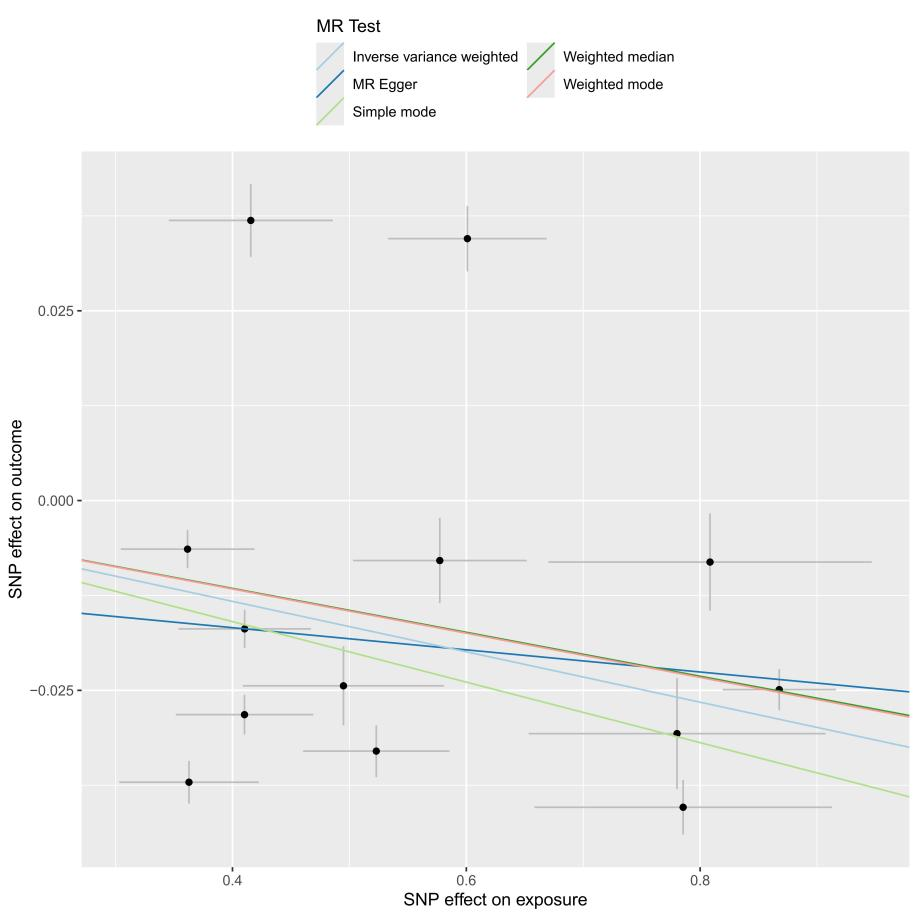 MR Test
Inverse variance weighted
Weighted median
MR Egger
Weighted mode
Simple mode
SNP effect on outcome
0.025
0.000
−0.025
0.4
0.6
0.8
SNP effect on exposure